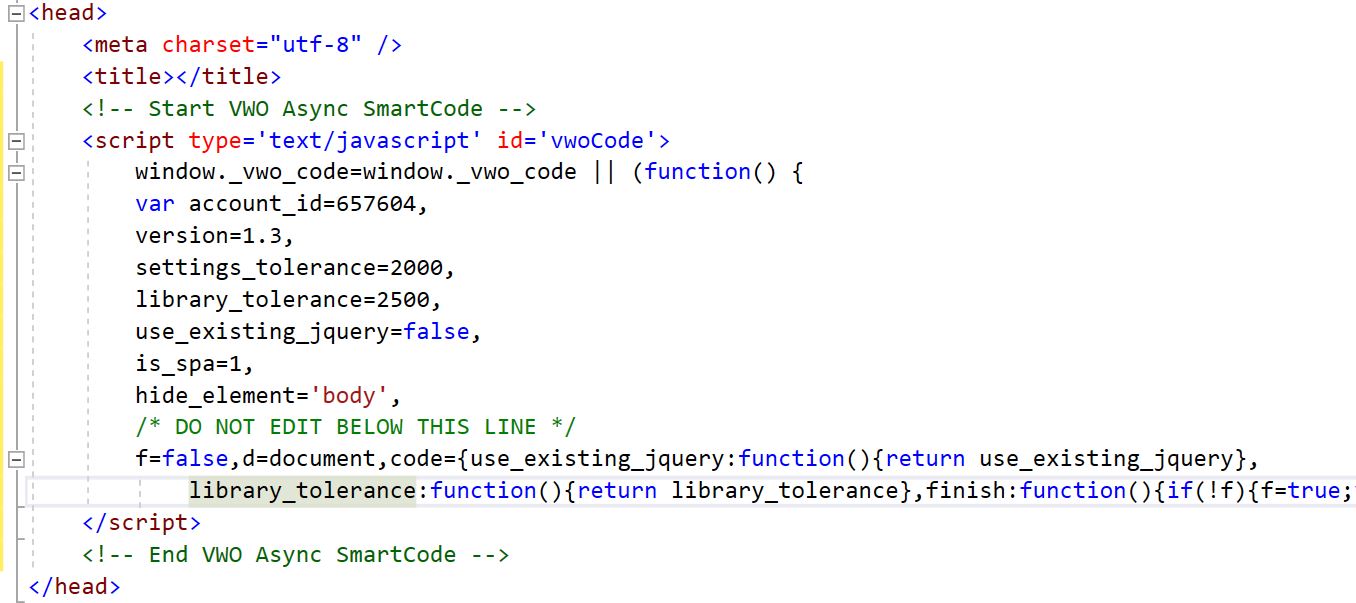 <head>
<meta charset="utf-8" />
<title></title>
<!-- Start VWO Async SmartCode -->
<script type='text/javascript' id='vwoCode'>
window._vwo_code=window._vwo_code || (function() {
var account_id=657604,
version=1.3,
settings_tolerance=2000,
library_tolerance=2500,
use_existing_jquery=false,
is_spa=1,
hide_element='body',
/* DO NOT EDIT BELOW THIS LINE */
f=false,d=document,code={use_existing_jquery:function(){return use_existing_jquery},
library_tolerance:function(){return library_tolerance},finish:function(){if(!f){f=true;
</script>
<!-- End VWO Async SmartCode -->
</head>